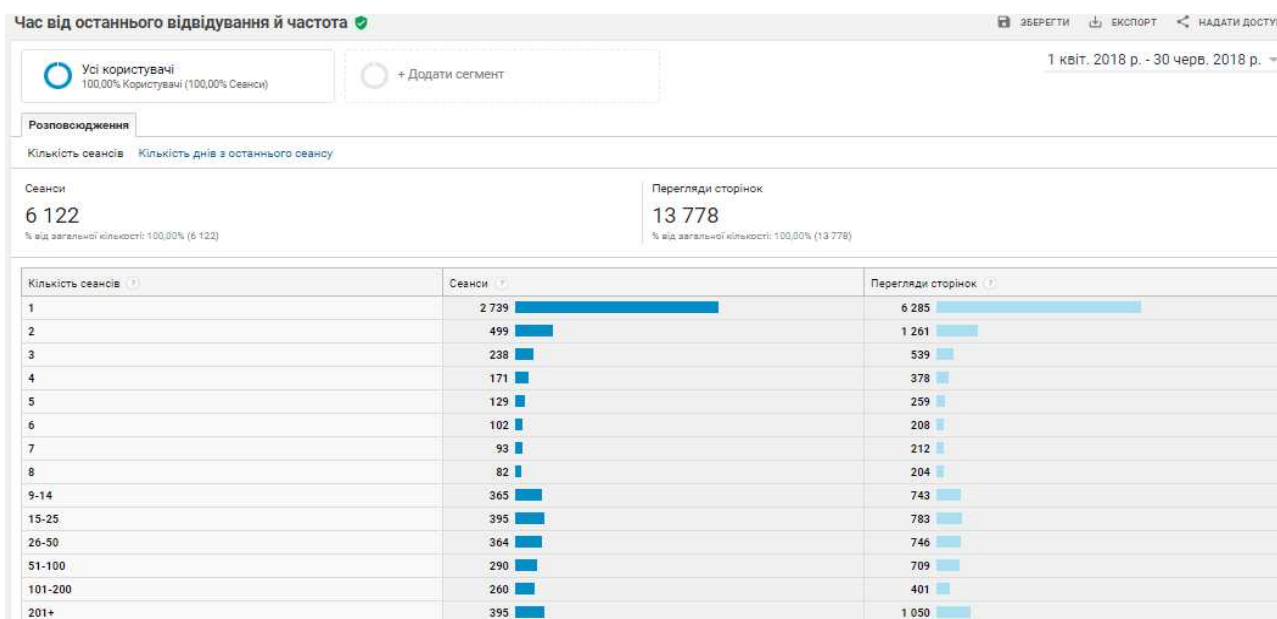 Час від останнього відвідування й частота
ЗБЕРЕГТИ ЕКСПОРТ НАДАТИ ДОСТУ
Усі користувачі
100,00% Користувачі (100,00% Сеанси)
+ Додати сегмент
1 квіт. 2018 р. - 30 черв. 2018 р.
Розповсюдження
Кількість сеансів Кількість днів з останнього сеансу
Сеанси Перегляди сторінок
6 122 13 778
% від загальної кількості: 100,00% (6 122) % від загальної кількості: 100,00% (13 778)
Кількість сеансів ? Сеанси ? Перегляди сторінок ?
1 2 739 6 285
2 499 1 261
3 238 539
4 171 378
5 129 259
6 102 208
7 93 212
8 82 204
9-14 365 743
15-25 395 783
26-50 364 746
51-100 290 709
101-200 260 401
201+ 395 1 050